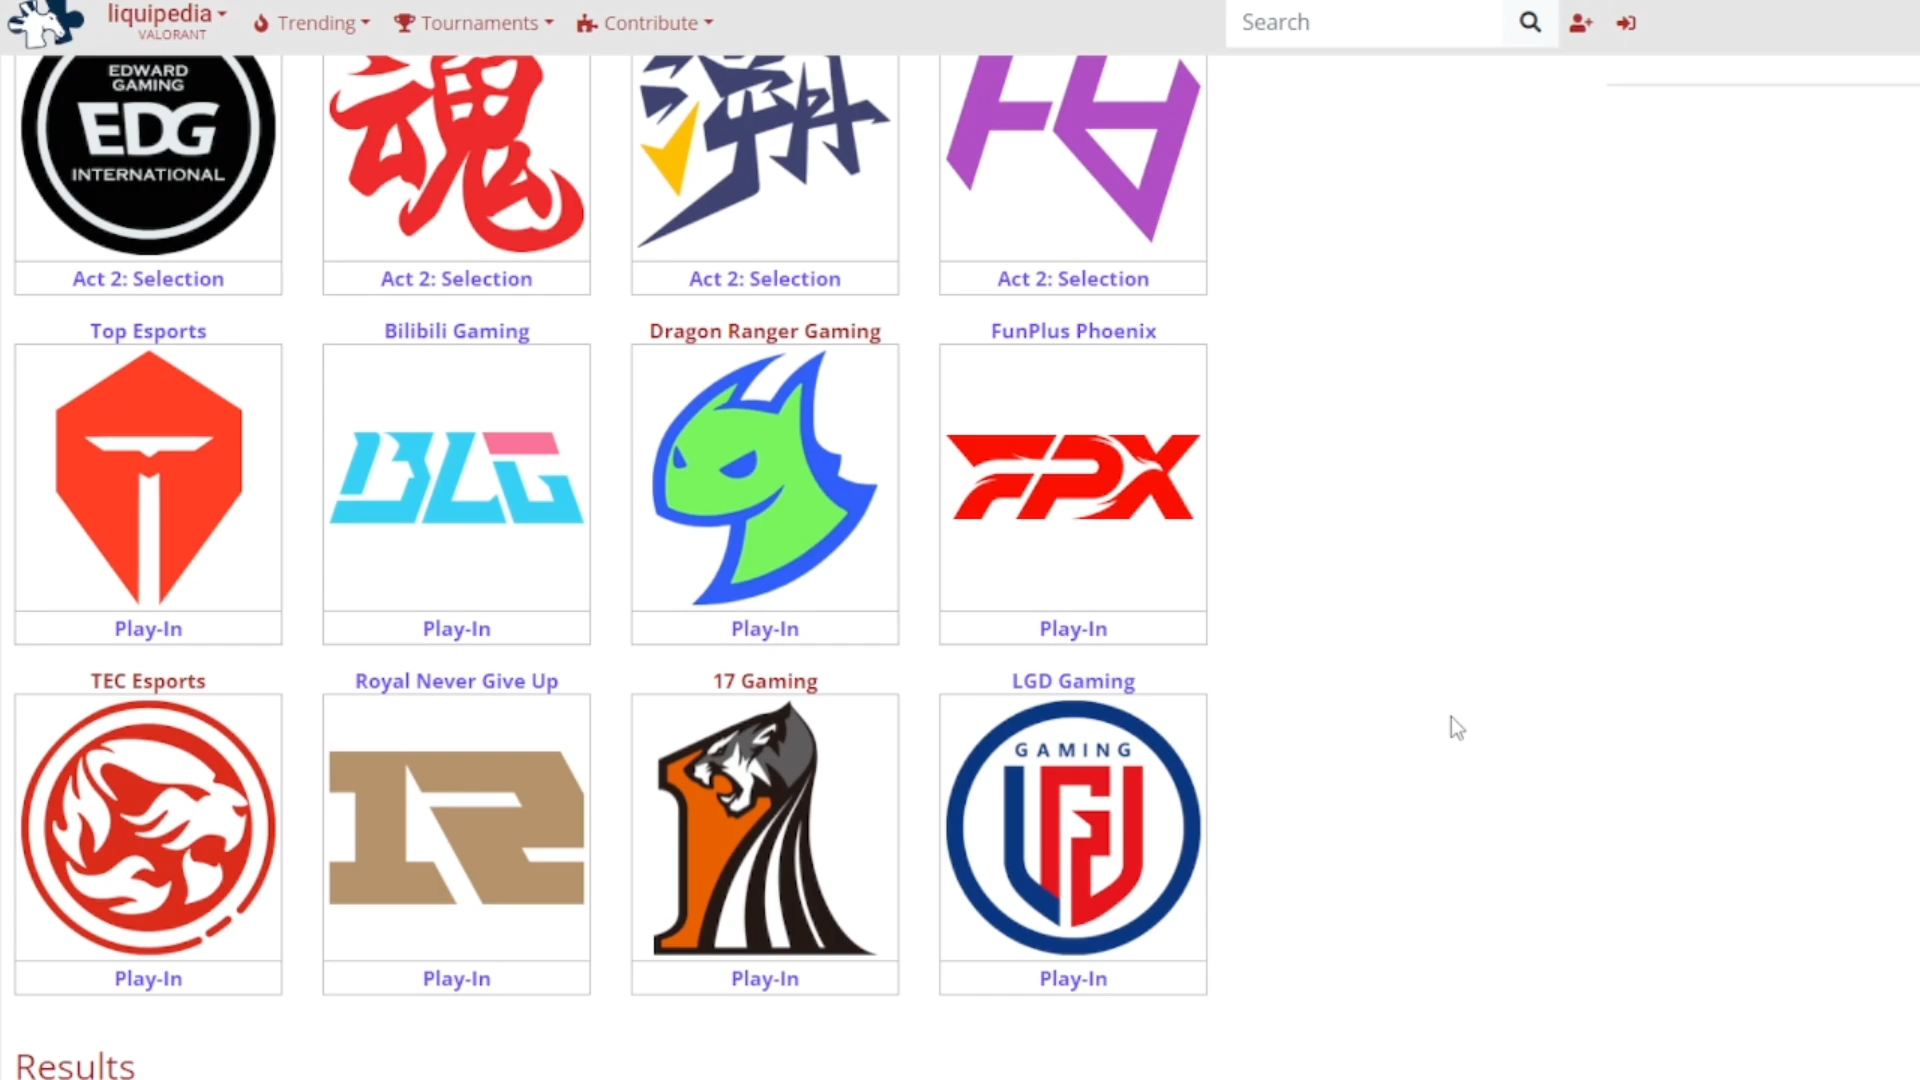 liquipedia
VALORANT
Trending
Tournaments
Contribute
Search
EDWARD
GAMING
EDG
INTERNATIONAL
魂
Act 2: Selection
Act 2: Selection
Act 2: Selection
Act 2: Selection
Top Esports
Bilibili Gaming
Dragon Ranger Gaming
FunPlus Phoenix
BLG
FPX
Play-In
Play-In
Play-In
Play-In
TEC Esports
Royal Never Give Up
17 Gaming
LGD Gaming
R
GAMING
LGD
Play-In
Play-In
Play-In
Play-In
Results